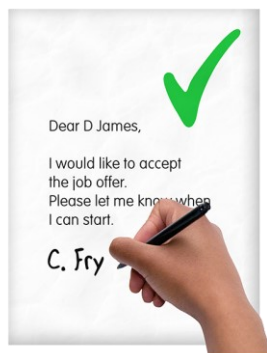 Dear D James,
I would like to accept
the job offer.
Please let me know when
I can start.
C. Fry